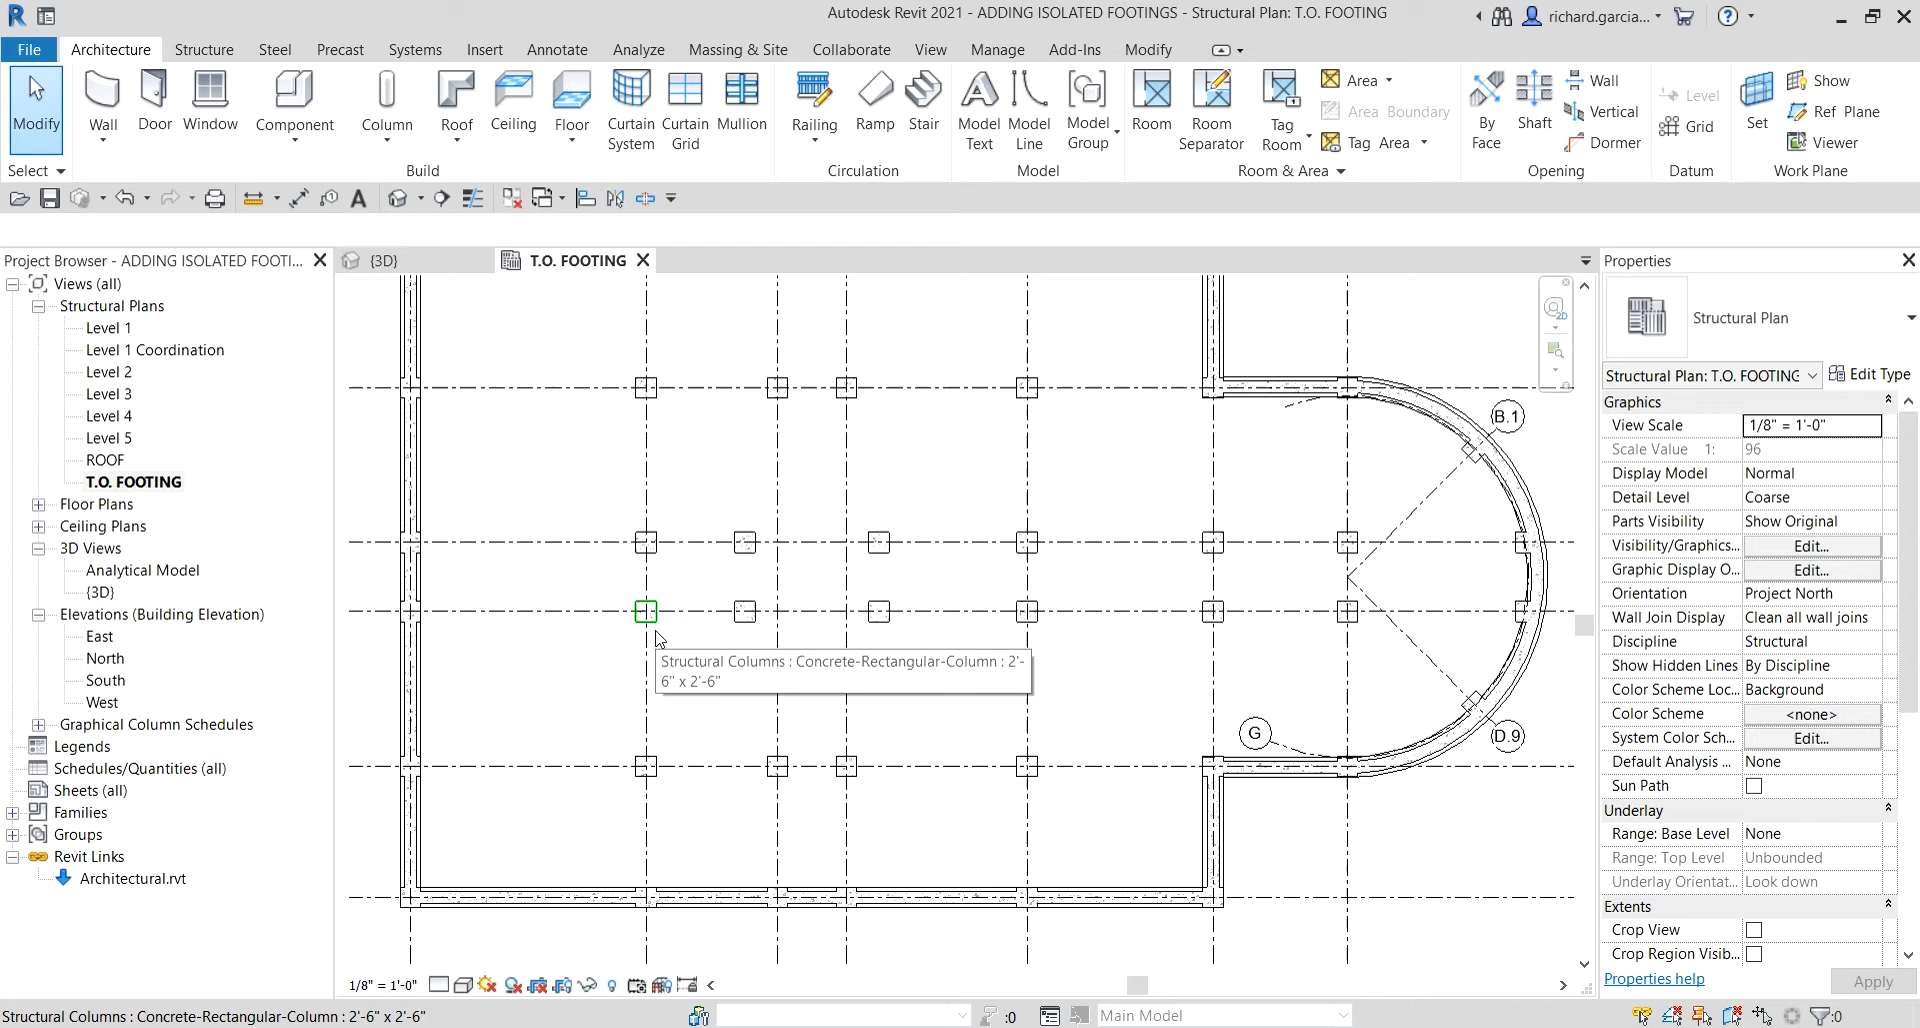 Autodesk Revit 2021 - ADDING ISOLATED FOOTINGS - Structural Plan: T.O. FOOTING
richard.garcia...
File Architecture Structure Steel Precast Systems Insert Annotate Analyze Massing & Site Collaborate View Manage Add-Ins Modify
Modify
Wall
Door
Window
Component
Column
Roof
Ceiling
Floor
Curtain System
Curtain Grid
Mullion
Railing
Ramp
Stair
Model Text
Model Line
Model Group
Room
Room Separator
Tag Room
Area
Area Boundary
Tag Area
By Face
Shaft
Wall
Vertical
Dormer
Level
Grid
Set
Show
Ref Plane
Viewer
Select Build Circulation Model Room & Area Opening Datum Work Plane
Project Browser - ADDING ISOLATED FOOTI...
Views (all)
Structural Plans
Level 1
Level 1 Coordination
Level 2
Level 3
Level 4
Level 5
ROOF
T.O. FOOTING
Floor Plans
Ceiling Plans
3D Views
Analytical Model
{3D}
Elevations (Building Elevation)
East
North
South
West
Graphical Column Schedules
Legends
Schedules/Quantities (all)
Sheets (all)
Families
Groups
Revit Links
Architectural.rvt
{3D}
T.O. FOOTING
2D
B.1
Structural Columns : Concrete-Rectangular-Column : 2'-
6" x 2'-6"
G
D.9
1/8" = 1'-0"
Properties
Structural Plan
Structural Plan: T.O. FOOTING Edit Type
Graphics
View Scale 1/8" = 1'-0"
Scale Value 1: 96
Display Model Normal
Detail Level Coarse
Parts Visibility Show Original
Visibility/Graphics... Edit...
Graphic Display O... Edit...
Orientation Project North
Wall Join Display Clean all wall joins
Discipline Structural
Show Hidden Lines By Discipline
Color Scheme Loc... Background
Color Scheme <none>
System Color Sch... Edit...
Default Analysis ... None
Sun Path
Underlay
Range: Base Level None
Range: Top Level Unbounded
Underlay Orientat... Look down
Extents
Crop View
Crop Region Visib...
Properties help
Apply
Structural Columns : Concrete-Rectangular-Column : 2'-6" x 2'-6"
:0
Main Model
:0